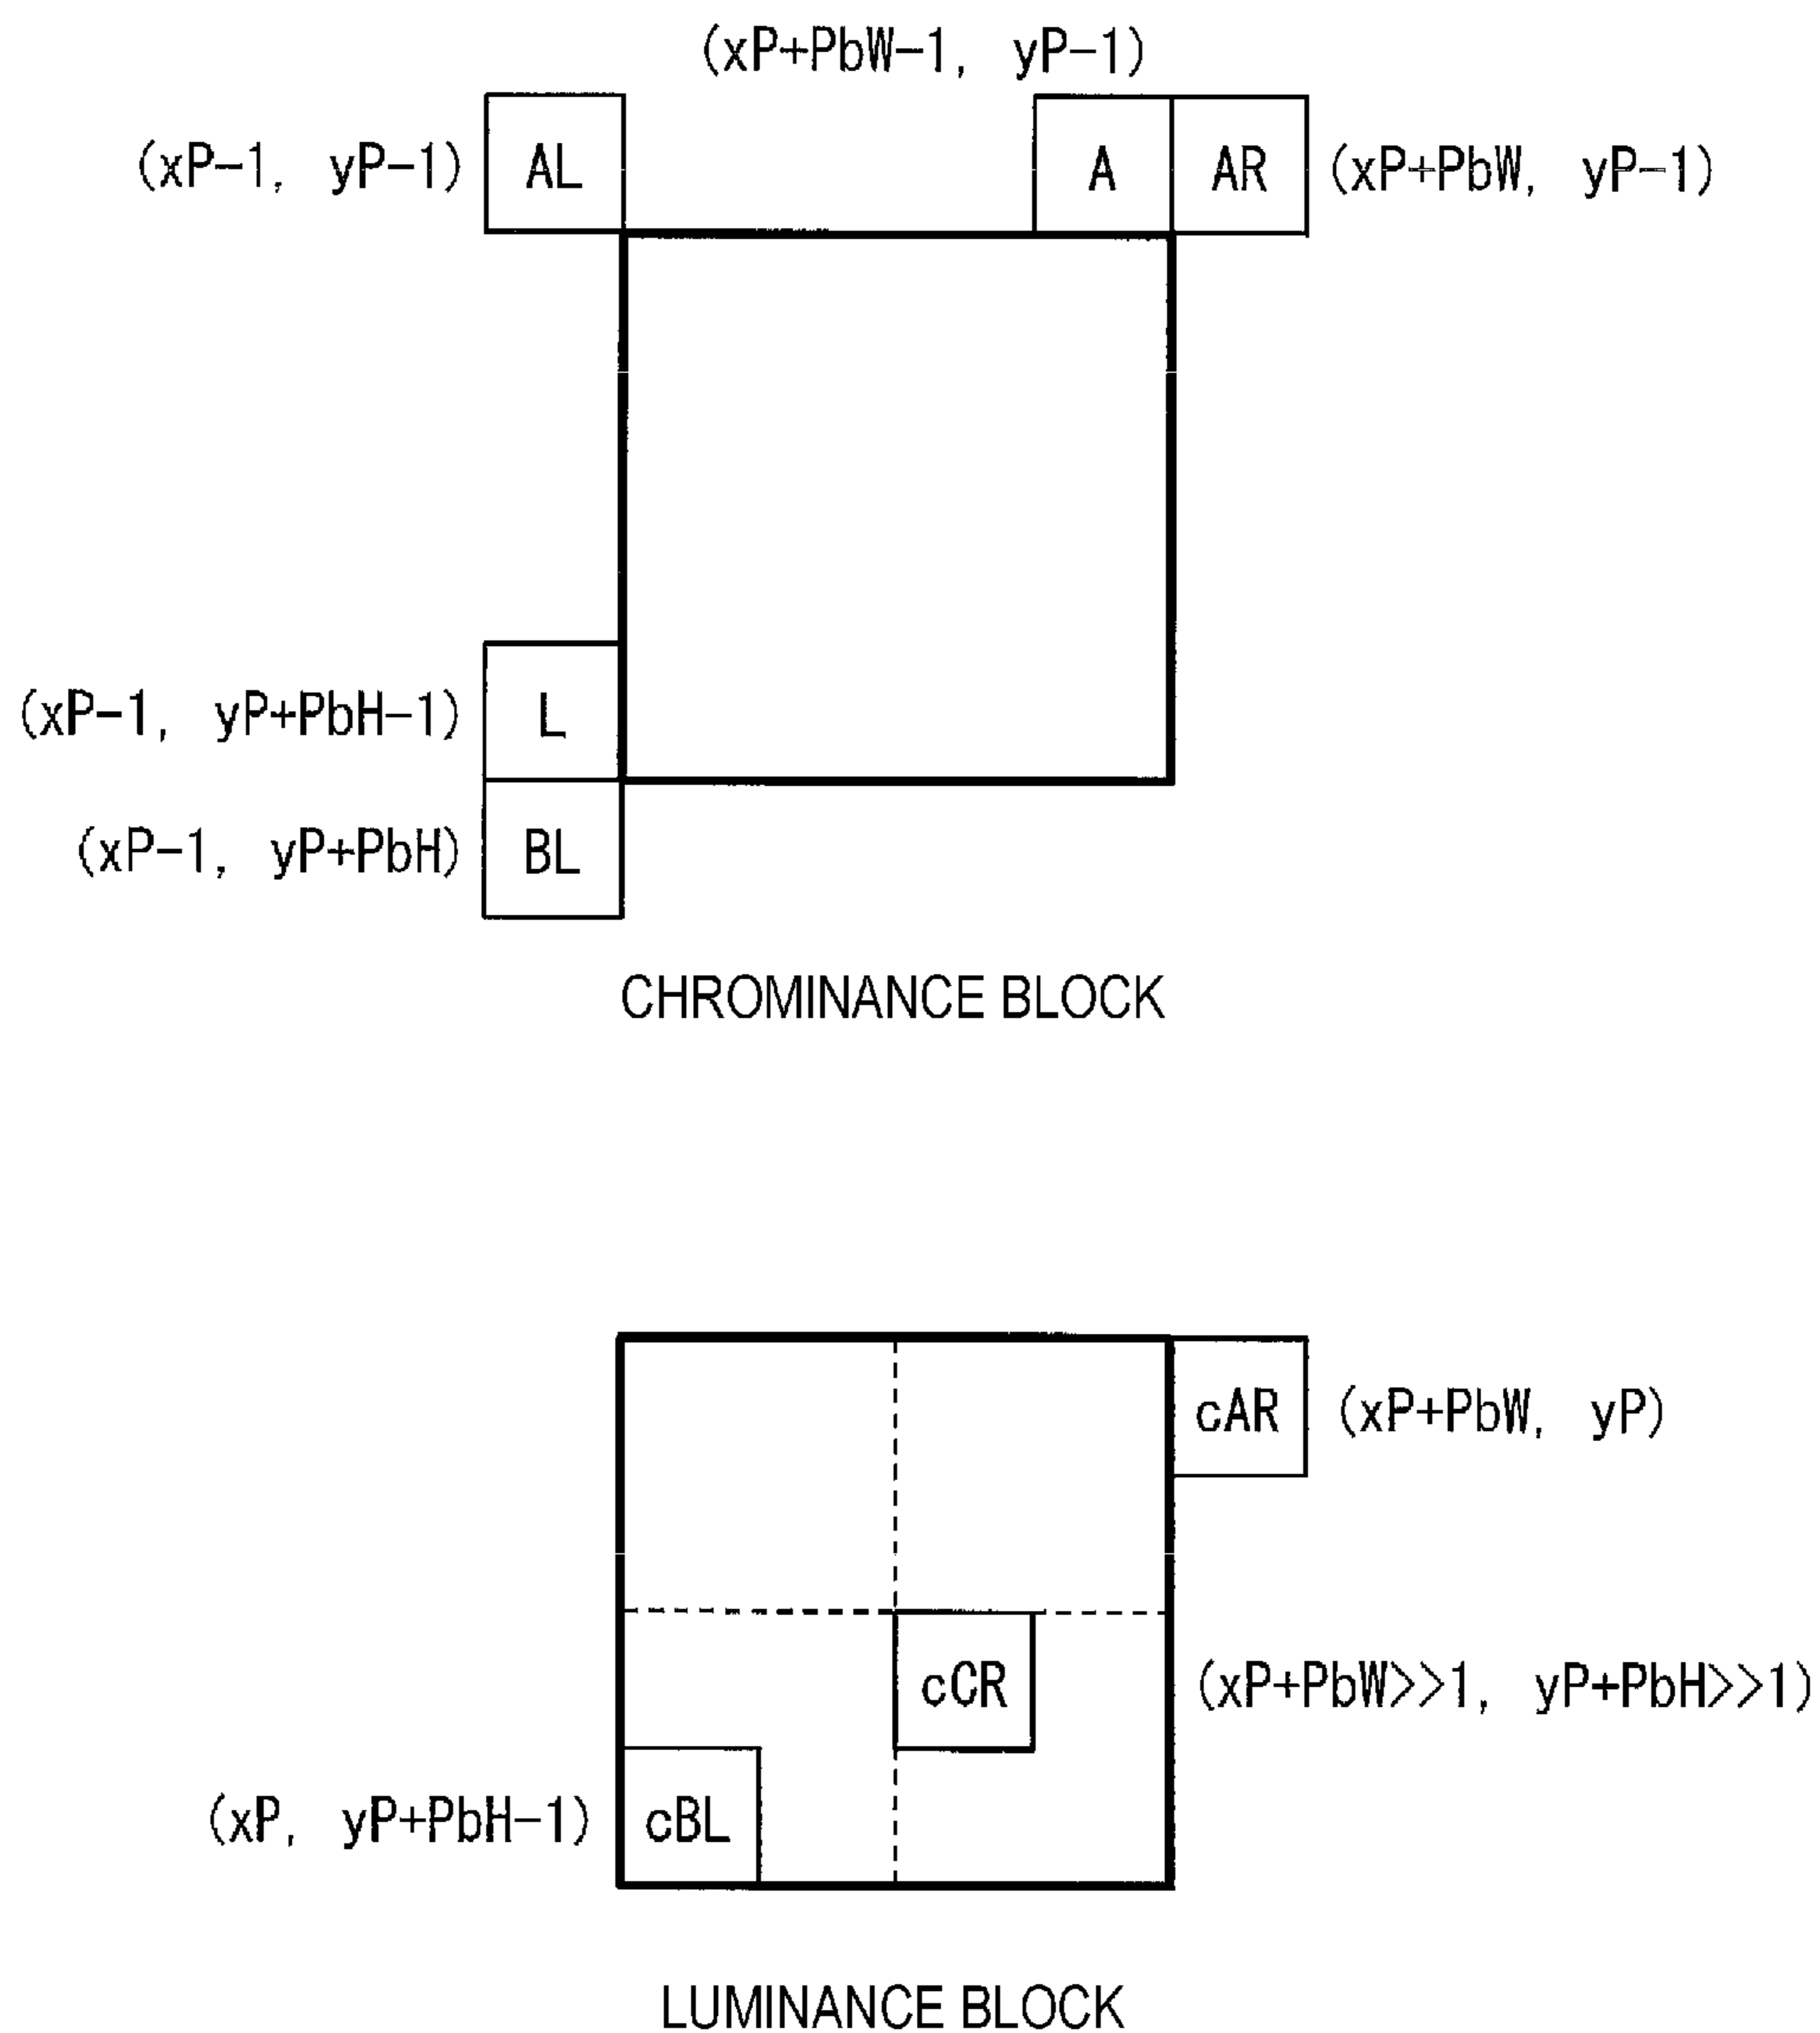 (xP+PbW-1, yP-1)
(xP-1, yP-1) AL A AR (xP+PbW, yP-1)
(xP-1, yP+PbH-1) L
(xP-1, yP+PbH) BL
CHROMINANCE BLOCK
cAR (xP+PbW, yP)
cCR (xP+PbW>>1, yP+PbH>>1)
(xP, yP+PbH-1) cBL
LUMINANCE BLOCK